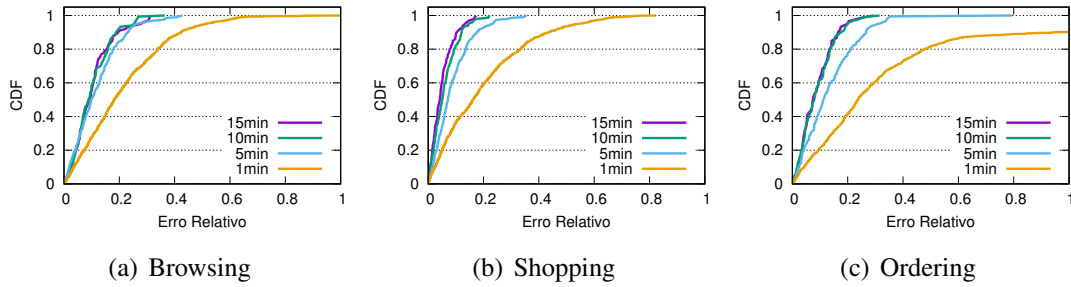 1
0.8
0.6
0.4
0.2
0
CDF
0 0.2 0.4 0.6 0.8 1
Erro Relativo
15min
10min
5min
1min
(a) Browsing
1
0.8
0.6
0.4
0.2
0
CDF
0 0.2 0.4 0.6 0.8 1
Erro Relativo
15min
10min
5min
1min
(b) Shopping
1
0.8
0.6
0.4
0.2
0
CDF
0 0.2 0.4 0.6 0.8 1
Erro Relativo
15min
10min
5min
1min
(c) Ordering